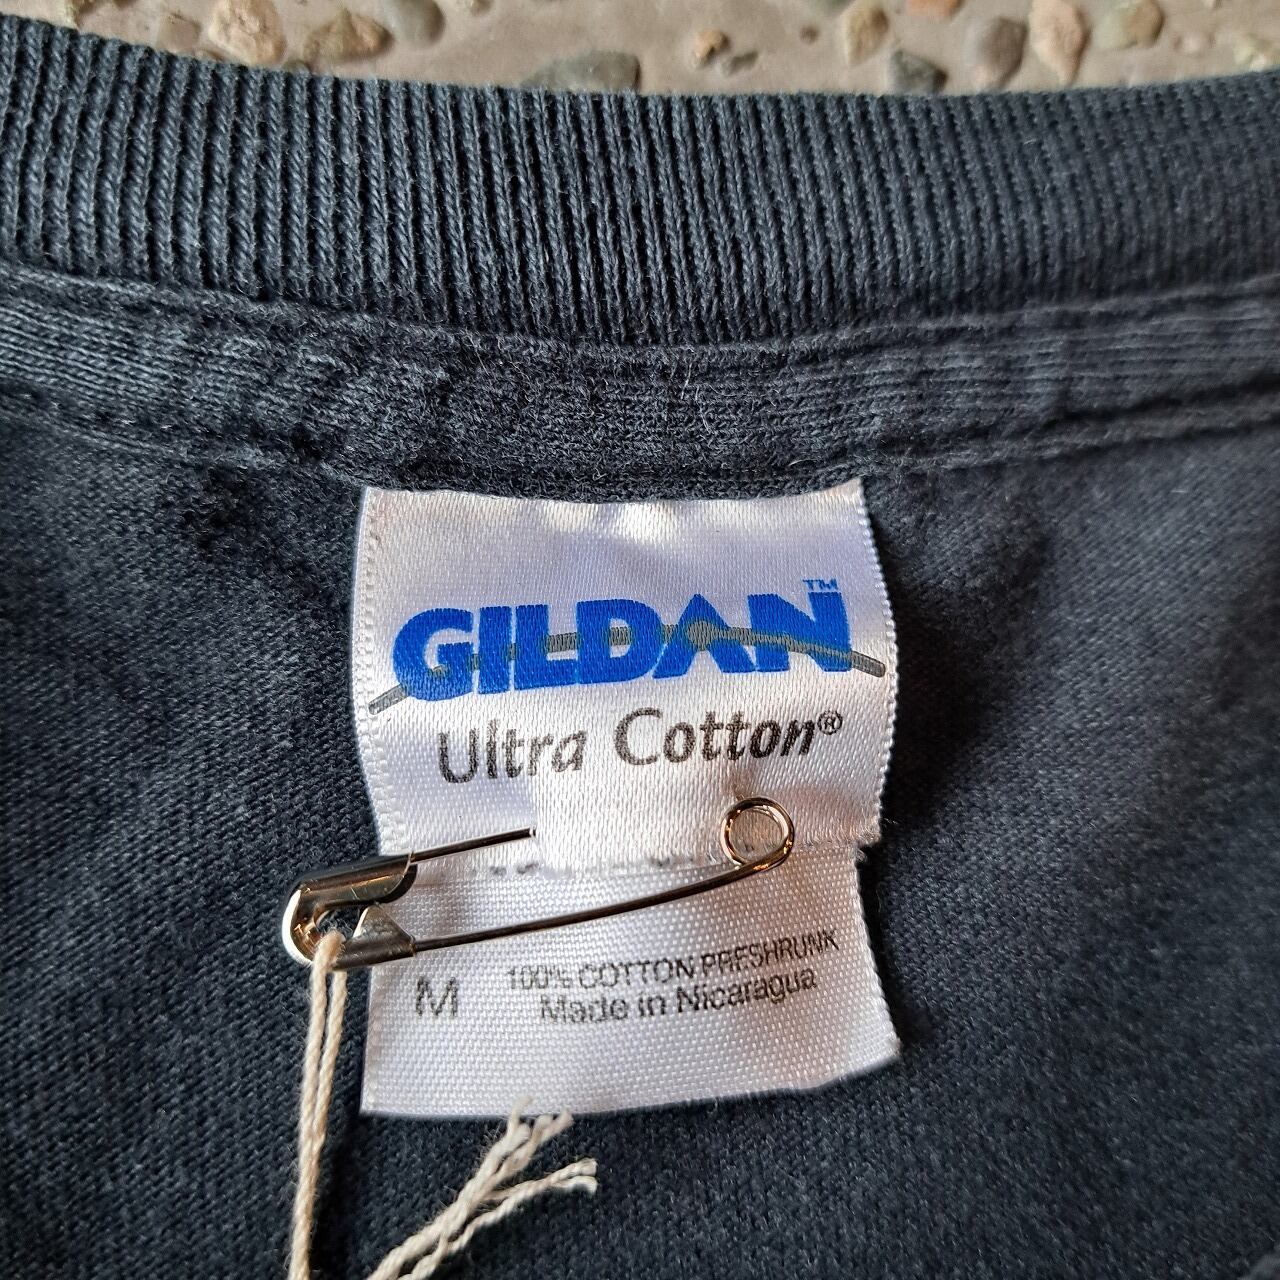 GILDAN™
Ultra Cotton®
M
100% COTTON PRESHRUNK
Made in Nicaragua